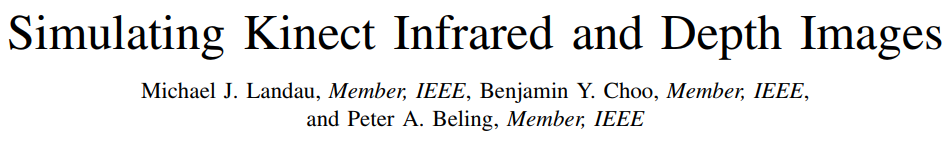 Simulating Kinect Infrared and Depth Images
Michael J. Landau, Member, IEEE, Benjamin Y. Choo, Member, IEEE,
and Peter A. Beling, Member, IEEE